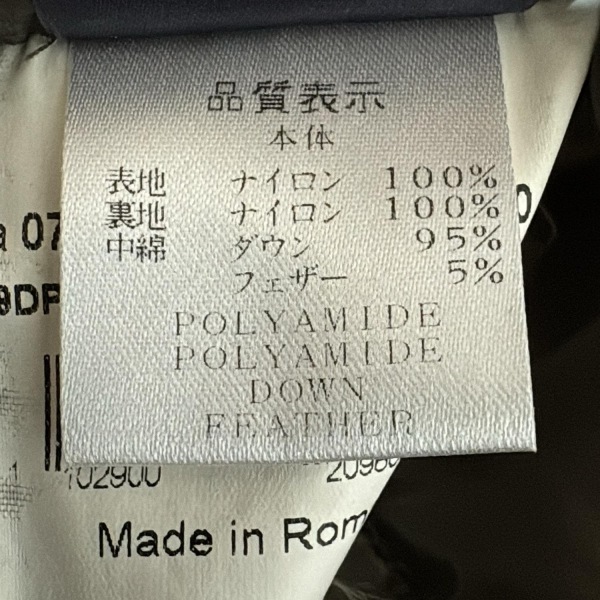 品質表示
本体
表地 ナイロン 100%
裏地 ナイロン 100%
中綿 ダウン 95%
フェザー 5%
POLYAMIDE
POLYAMIDE
DOWN
FEATHER
102900
Made in Rom